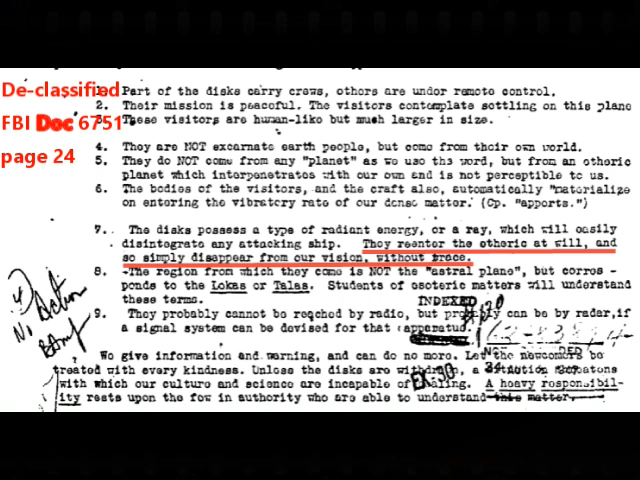 De-classified
FBI Doc 6751
page 24
1. Part of the disks carry crews, others are under remote control.
2. Their mission is peaceful. The visitors contemplate settling on this plane
3. These visitors are human-like but much larger in size.
4. They are NOT excarnate earth people, but come from their own world.
5. They do NOT come from any "planet" as we use the word, but from an etheric
planet which interpenetrates with our own and is not perceptible to us.
6. The bodies of the visitors, and the craft also, automatically "materialize
on entering the vibratory rate of our dense matter. (Cp. "apports.")
7. The disks possess a type of radiant energy, or a ray, which will easily
disintegrate any attacking ship. They reenter the etheric at will, and
so simply disappear from our vision, without trace.
8. -The region from which they come is NOT the "astral plane", but corres-
ponds to the Lokas or Talas. Students of esoteric matters will understand
these terms.
INDEXED
9. They probably cannot be reached by radio, but probably can be by radar, if
a signal system can be devised for that apparatus.
No Action
We give information and warning, and can do no more. Let the newcomers be
treated with every kindness. Unless the disks are withdrawn, a
with which our culture and science are incapable of dealing. A heavy responsibil-
ity rests upon the few in authority who are able to understand this matter.
EX-30